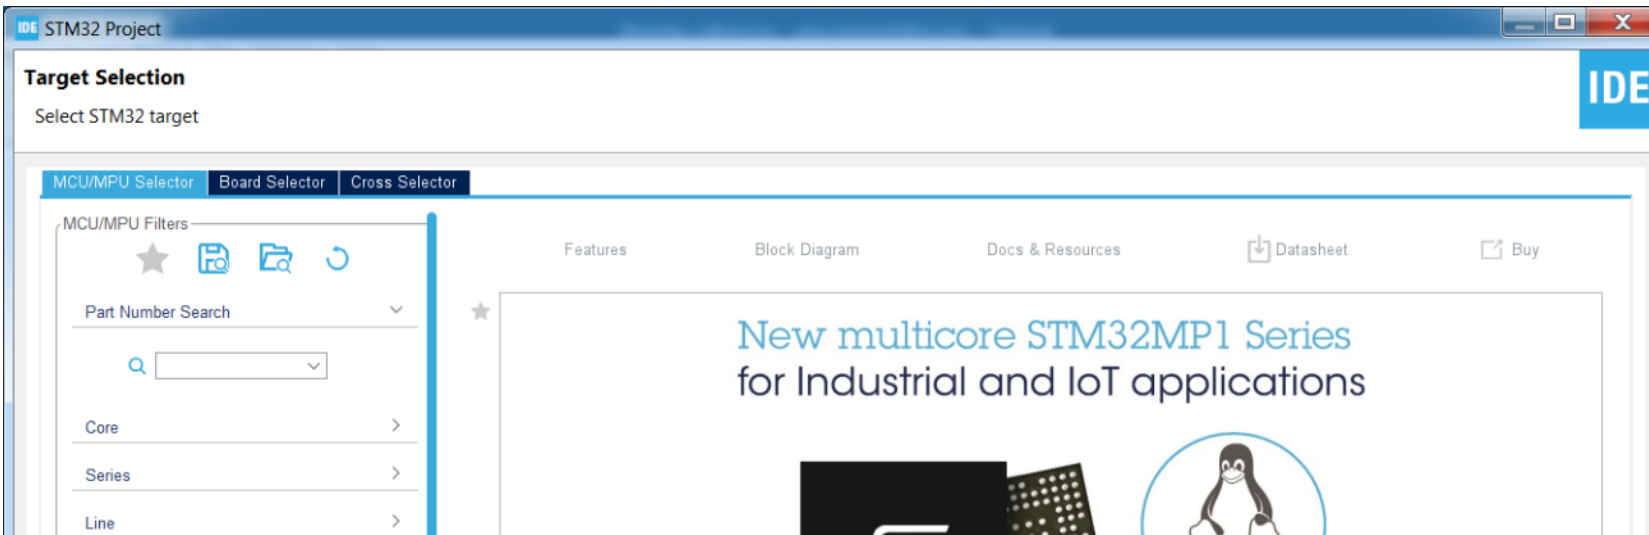 IDE STM32 Project
Target Selection
Select STM32 target
IDE
MCU/MPU Selector Board Selector Cross Selector
MCU/MPU Filters
Features Block Diagram Docs & Resources Datasheet Buy
Part Number Search
New multicore STM32MP1 Series
for Industrial and IoT applications
Core
Series
Line